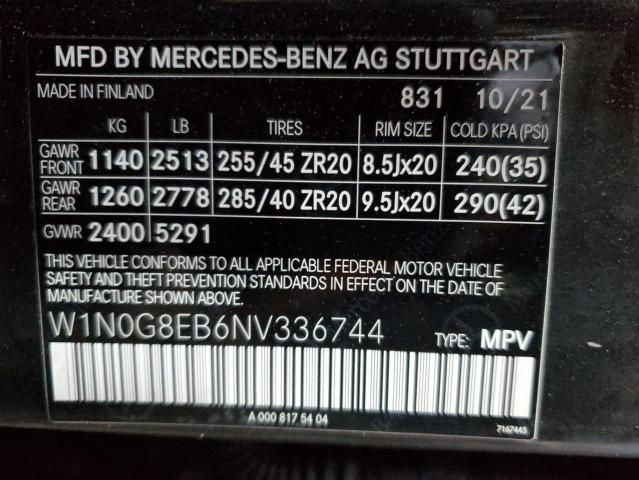 MFD BY MERCEDES-BENZ AG STUTTGART
MADE IN FINLAND 831 10/21
KG LB TIRES RIM SIZE COLD KPA (PSI)
GAWR FRONT 1140 2513 255/45 ZR20 8.5Jx20 240(35)
GAWR REAR 1260 2778 285/40 ZR20 9.5Jx20 290(42)
GVWR 2400 5291
THIS VEHICLE CONFORMS TO ALL APPLICABLE FEDERAL MOTOR VEHICLE
SAFETY AND THEFT PREVENTION STANDARDS IN EFFECT ON THE DATE OF
MANUFACTURE SHOWN ABOVE.
W1N0G8EB6NV336744 TYPE: MPV
A 000 817 54 04
7167445